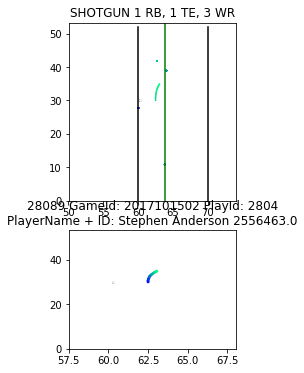 SHOTGUN 1 RB, 1 TE, 3 WR
50
40
30
20
10
0
50 55 60 65 70
28089 GameId: 2017101502 PlayId: 2804
PlayerName + ID: Stephen Anderson 2556463.0
40
20
0
57.5 60.0 62.5 65.0 67.5